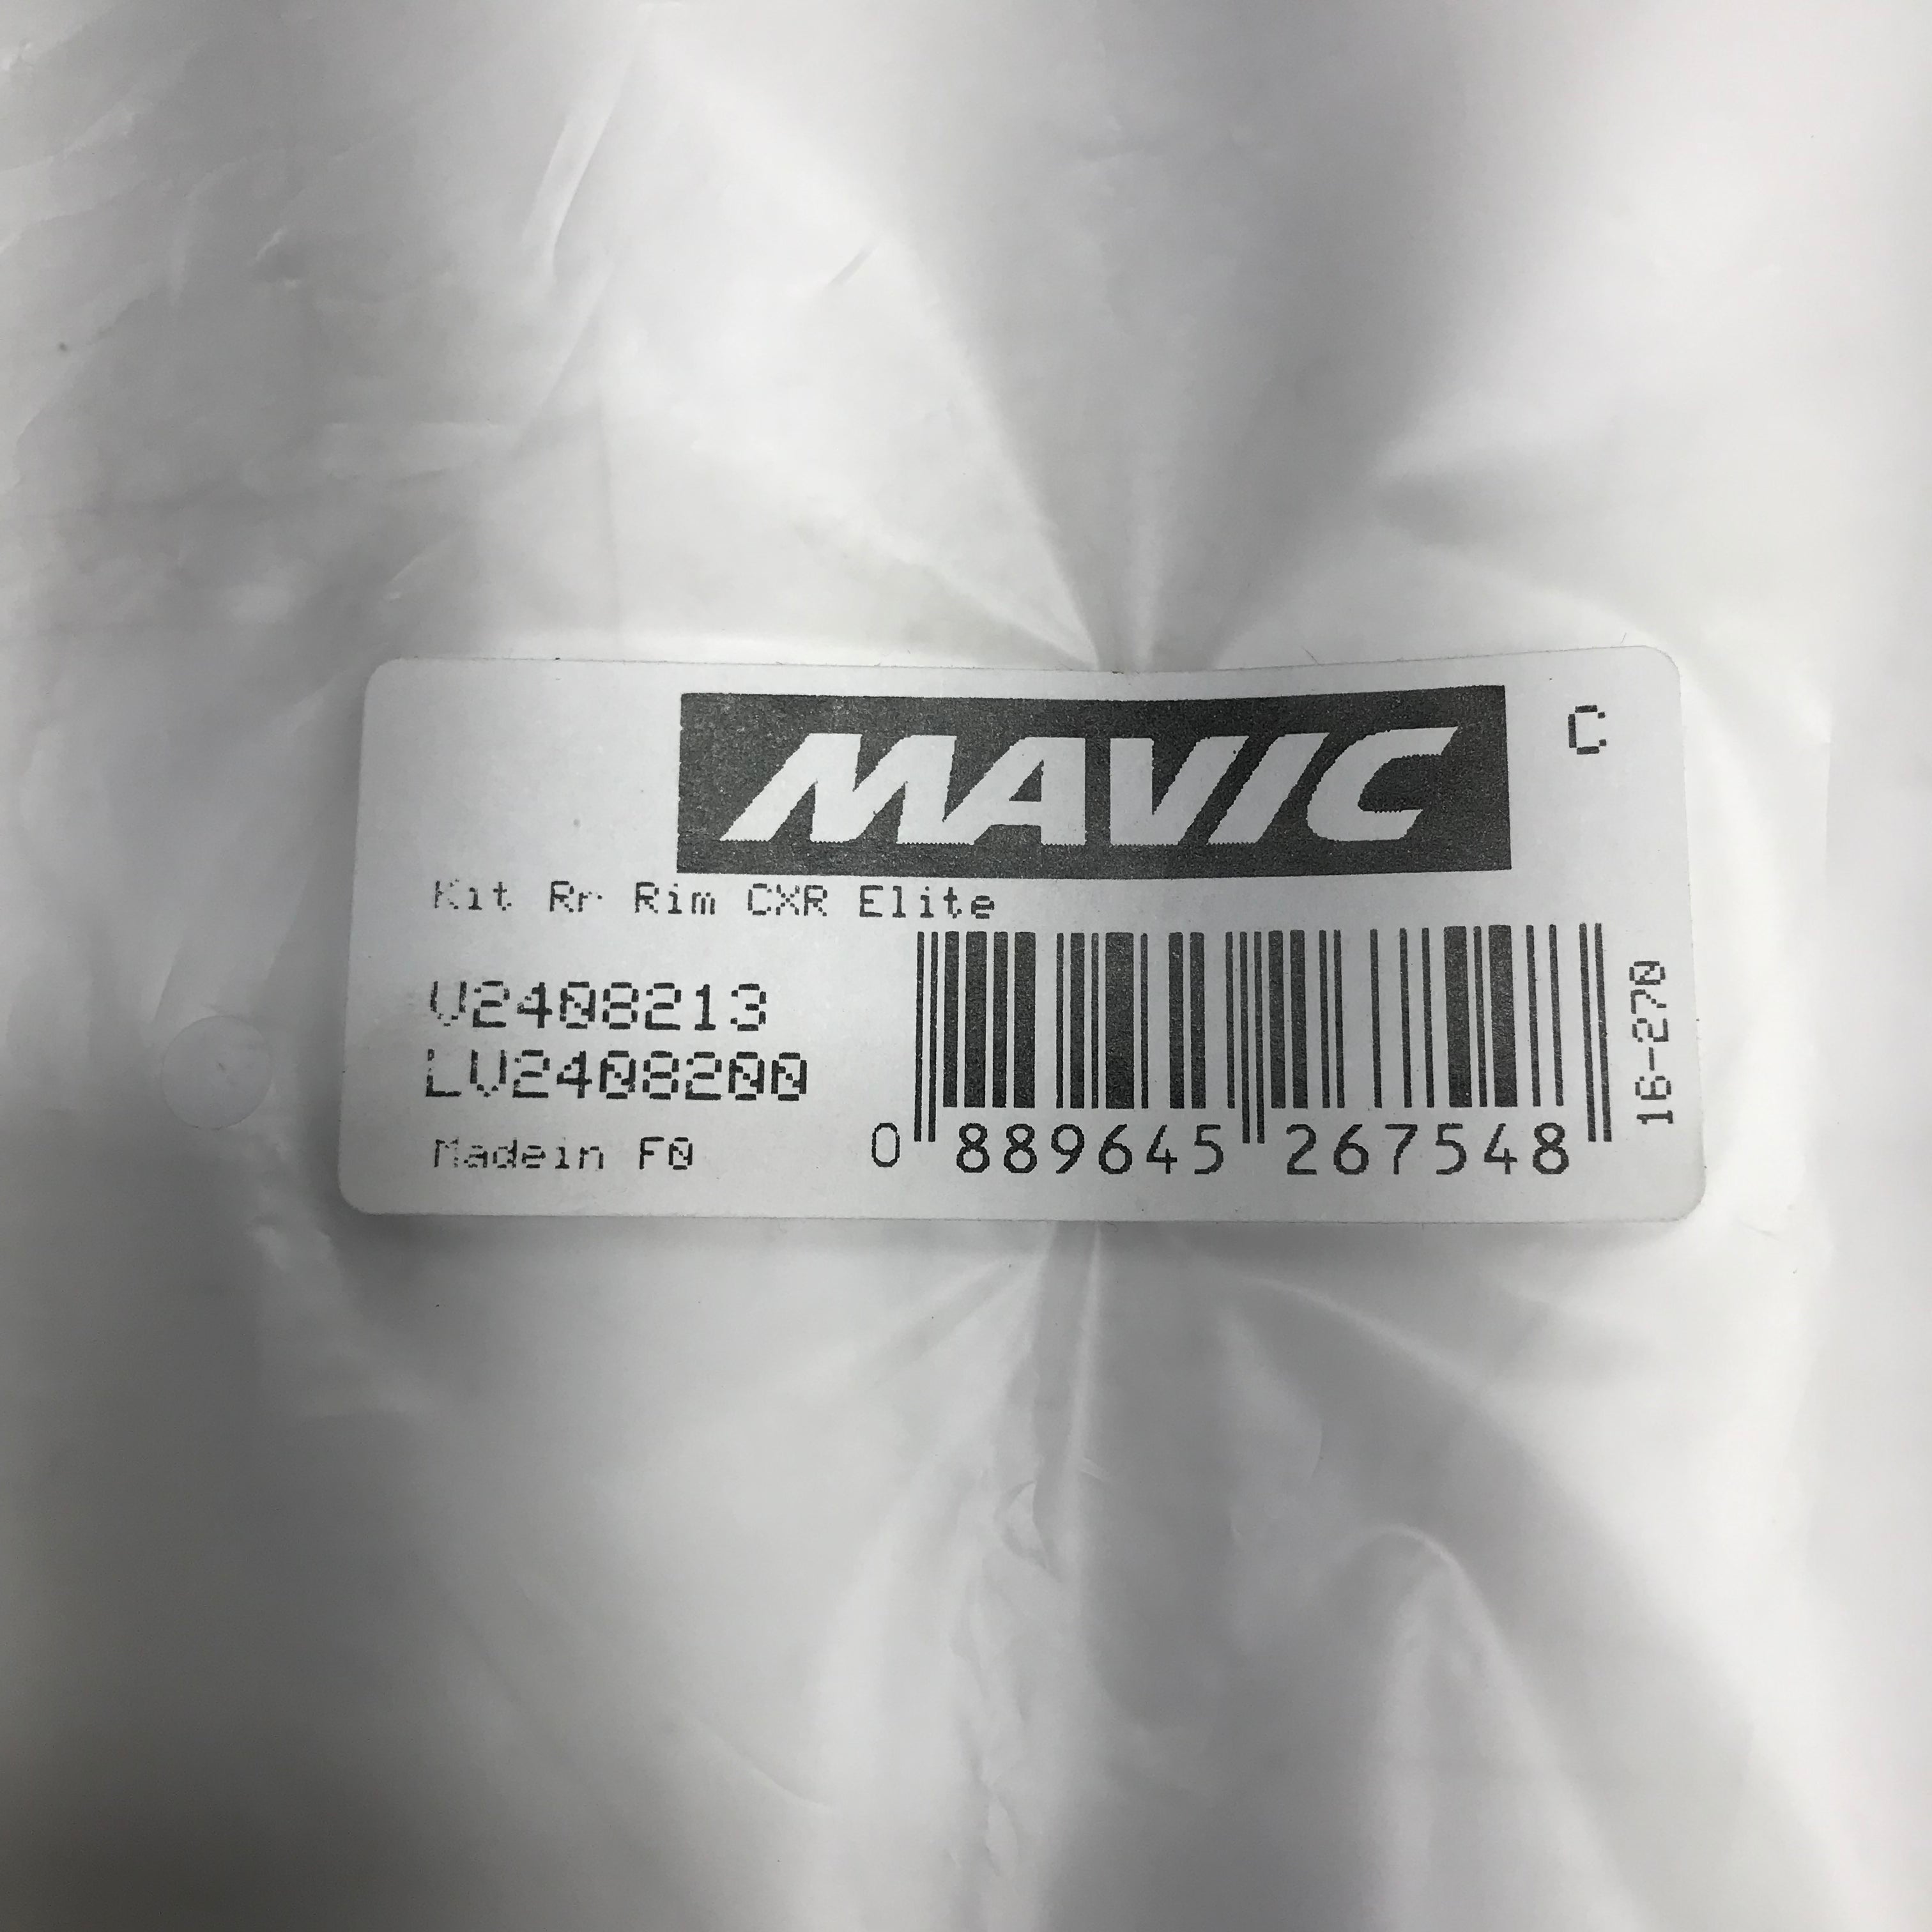 MAVIC
C
Kit Rr Rim CXR Elite
V2408213
LV2408200
Madein F0
0 889645 267548
16-270